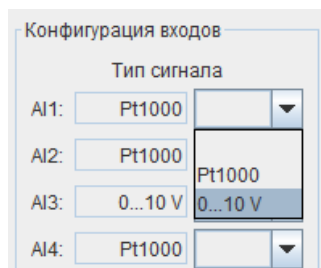 Конфигурация входов
Тип сигнала
AI1: Pt1000
AI2: Pt1000
Pt1000
AI3: 0...10 V 0...10 V
AI4: Pt1000